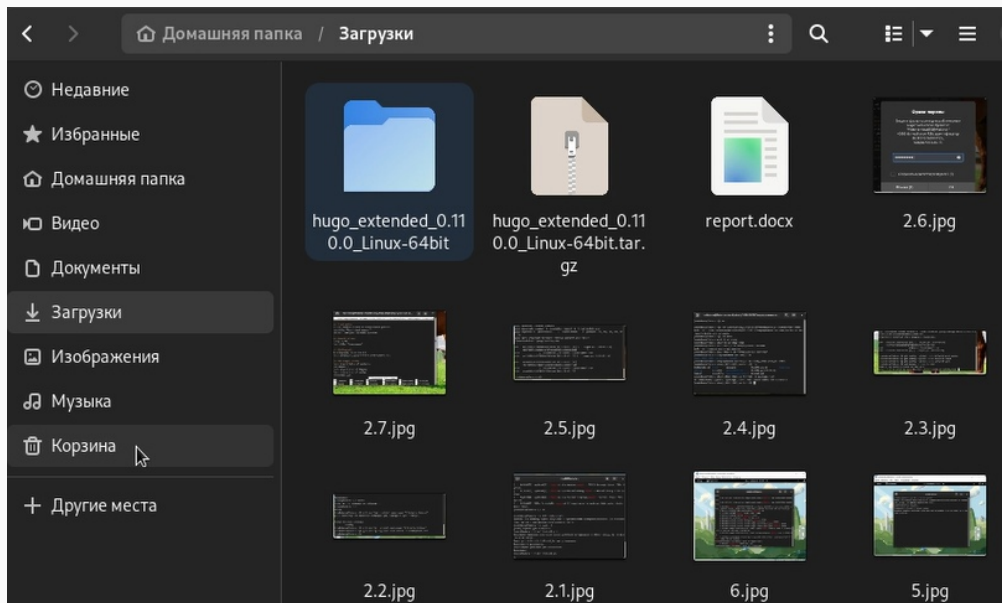 Домашняя папка / Загрузки
Недавние
Избранные
Домашняя папка
Видео
Документы
Загрузки
Изображения
Музыка
Корзина
Другие места
hugo_extended_0.11
0.0_Linux-64bit
hugo_extended_0.11
0.0_Linux-64bit.tar.
gz
report.docx
2.6.jpg
2.7.jpg
2.5.jpg
2.4.jpg
2.3.jpg
2.2.jpg
2.1.jpg
6.jpg
5.jpg